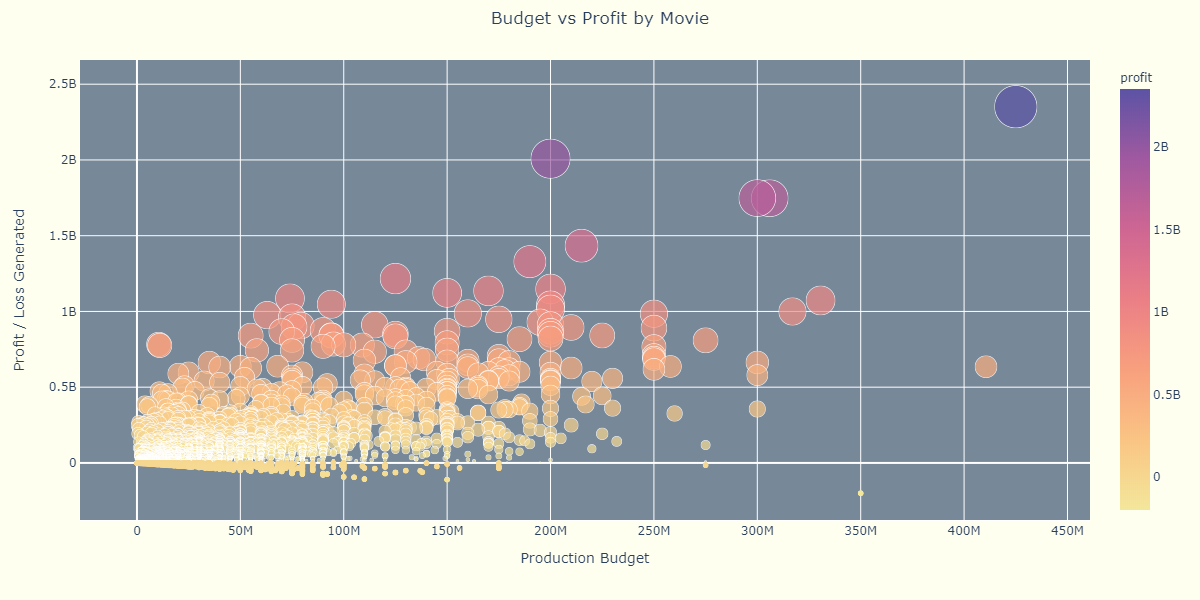 Budget vs Profit by Movie
profit
2.5B
2B
1.5B
1B
0.5B
0
Profit / Loss Generated
2B
1.5B
1B
0.5B
0
0
50M
100M
150M
200M
250M
300M
350M
400M
450M
Production Budget